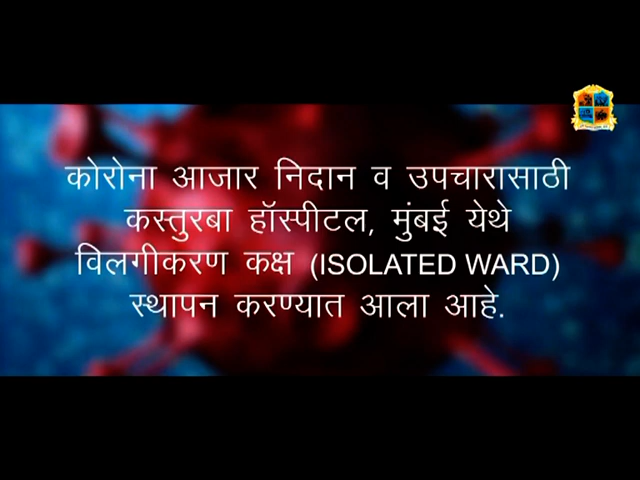 कोरोना आजार निदान व उपचारासाठी
कस्तुरबा हॉस्पीटल, मुंबई येथे
विलगीकरण कक्ष (ISOLATED WARD)
स्थापन करण्यात आला आहे.